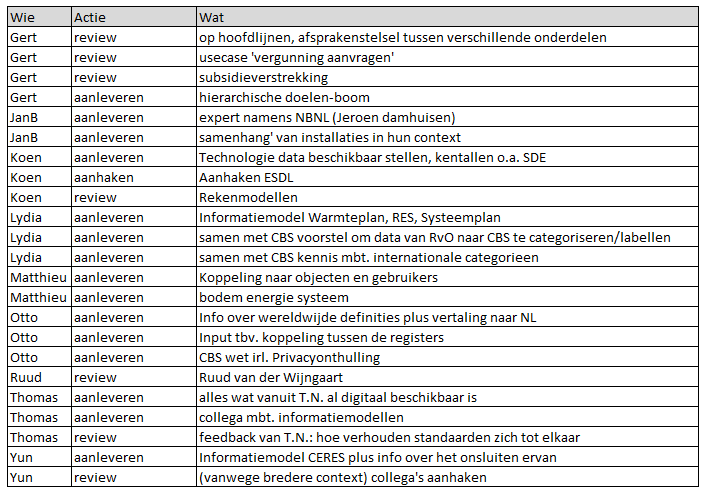 Wie Actie Wat
Gert review op hoofdlijnen, afsprakenstelsel tussen verschillende onderdelen
Gert review usecase 'vergunning aanvragen'
Gert review subsidieverstrekking
Gert aanleveren hierarchische doelen-boom
JanB aanleveren expert namens NBNL (Jeroen damhuisen)
JanB aanleveren samenhang' van installaties in hun context
Koen aanleveren Technologie data beschikbaar stellen, kentallen o.a. SDE
Koen aanhaken Aanhaken ESDL
Koen review Rekenmodellen
Lydia aanleveren Informatiemodel Warmteplan, RES, Systeemplan
Lydia aanleveren samen met CBS voorstel om data van RvO naar CBS te categoriseren/labellen
Lydia aanleveren samen met CBS kennis mbt. internationale categorieen
Matthieu aanleveren Koppeling naar objecten en gebruikers
Matthieu aanleveren bodem energie systeem
Otto aanleveren Info over wereldwijde definities plus vertaling naar NL
Otto aanleveren Input tbv. koppeling tussen de registers
Otto aanleveren CBS wet irl. Privacyonthulling
Ruud review Ruud van der Wijngaart
Thomas aanleveren alles wat vanuit T.N. al digitaal beschikbaar is
Thomas aanleveren collega mbt. informatiemodellen
Thomas review feedback van T.N.: hoe verhouden standaarden zich tot elkaar
Yun aanleveren Informatiemodel CERES plus info over het onsluiten ervan
Yun review (vanwege bredere context) collega's aanhaken